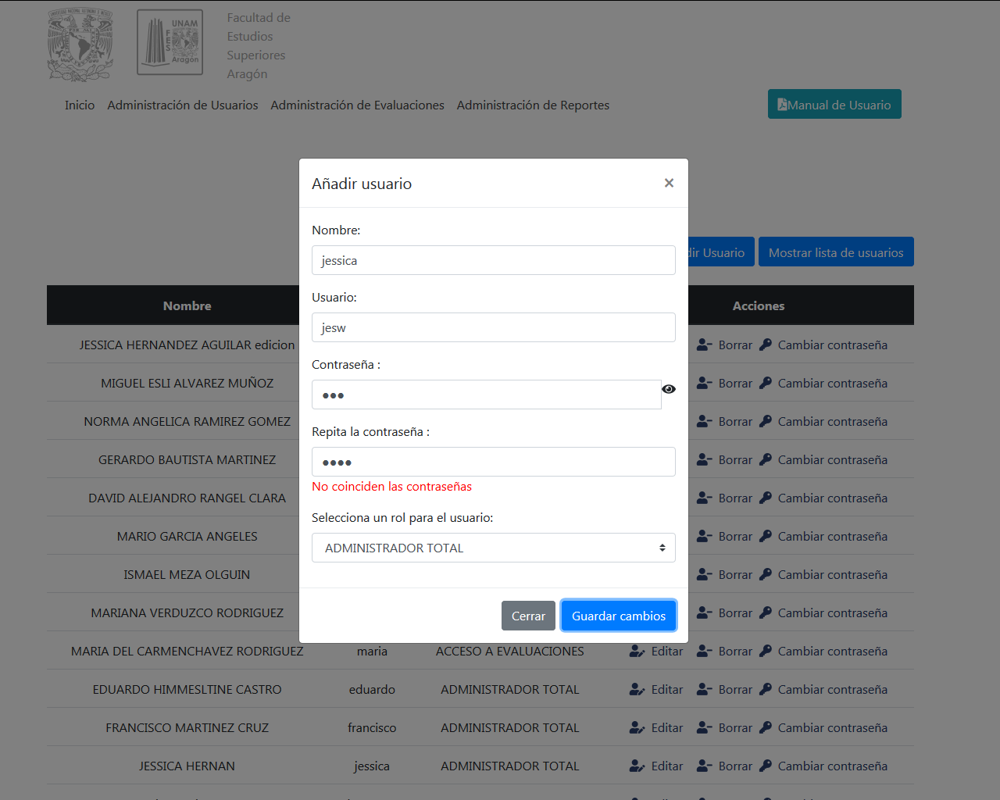 UNAM
FES
Aragón
Facultad de
Estudios
Superiores
Aragón
Inicio Administración de Usuarios Administración de Evaluaciones Administración de Reportes Manual de Usuario
Añadir usuario ×
Nombre:
jessica
Usuario:
jesw
Contraseña :
Repita la contraseña :
No coinciden las contraseñas
Selecciona un rol para el usuario:
ADMINISTRADOR TOTAL
Cerrar Guardar cambios
Usuario Mostrar lista de usuarios
Nombre Acciones
JESSICA HERNANDEZ AGUILAR edicion Borrar Cambiar contraseña
MIGUEL ESLI ALVAREZ MUÑOZ Borrar Cambiar contraseña
NORMA ANGELICA RAMIREZ GOMEZ Borrar Cambiar contraseña
GERARDO BAUTISTA MARTINEZ Borrar Cambiar contraseña
DAVID ALEJANDRO RANGEL CLARA Borrar Cambiar contraseña
MARIO GARCIA ANGELES Borrar Cambiar contraseña
ISMAEL MEZA OLGUIN Borrar Cambiar contraseña
MARIANA VERDUZCO RODRIGUEZ Borrar Cambiar contraseña
MARIA DEL CARMENCHAVEZ RODRIGUEZ maria ACCESO A EVALUACIONES Editar Borrar Cambiar contraseña
EDUARDO HIMMESLTINE CASTRO eduardo ADMINISTRADOR TOTAL Editar Borrar Cambiar contraseña
FRANCISCO MARTINEZ CRUZ francisco ADMINISTRADOR TOTAL Editar Borrar Cambiar contraseña
JESSICA HERNAN jessica ADMINISTRADOR TOTAL Editar Borrar Cambiar contraseña